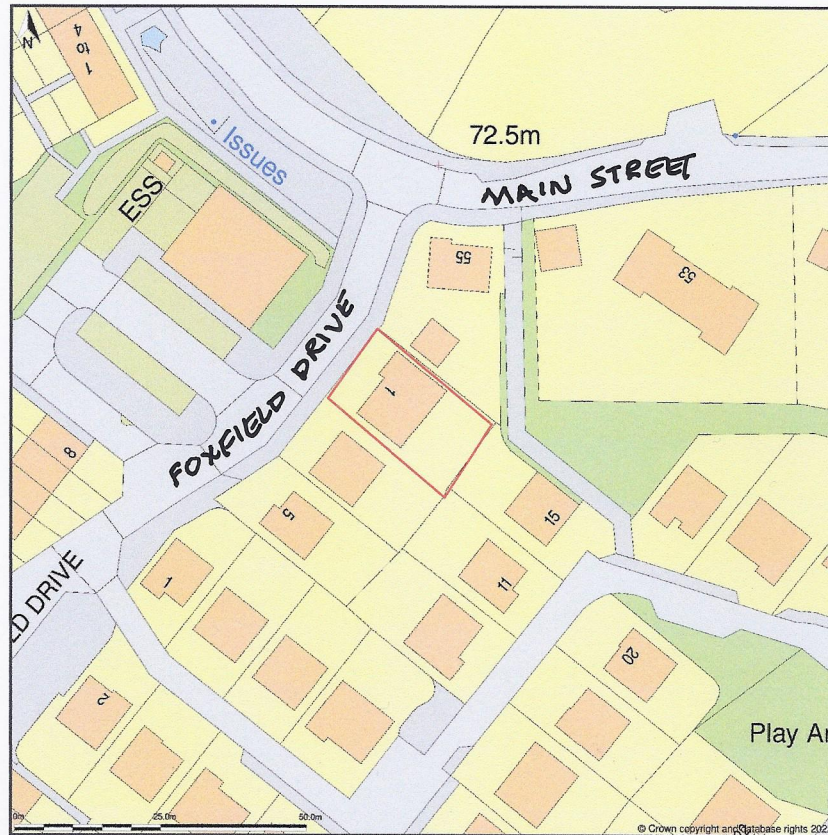 N
1 to 4
Issues
72.5m
MAIN STREET
ESS
55
53
FOXFIELD DRIVE
1
8
5
15
11
1
LD DRIVE
20
2
Play Ar
0m 25.0m 50.0m
© Crown copyright and database rights 202